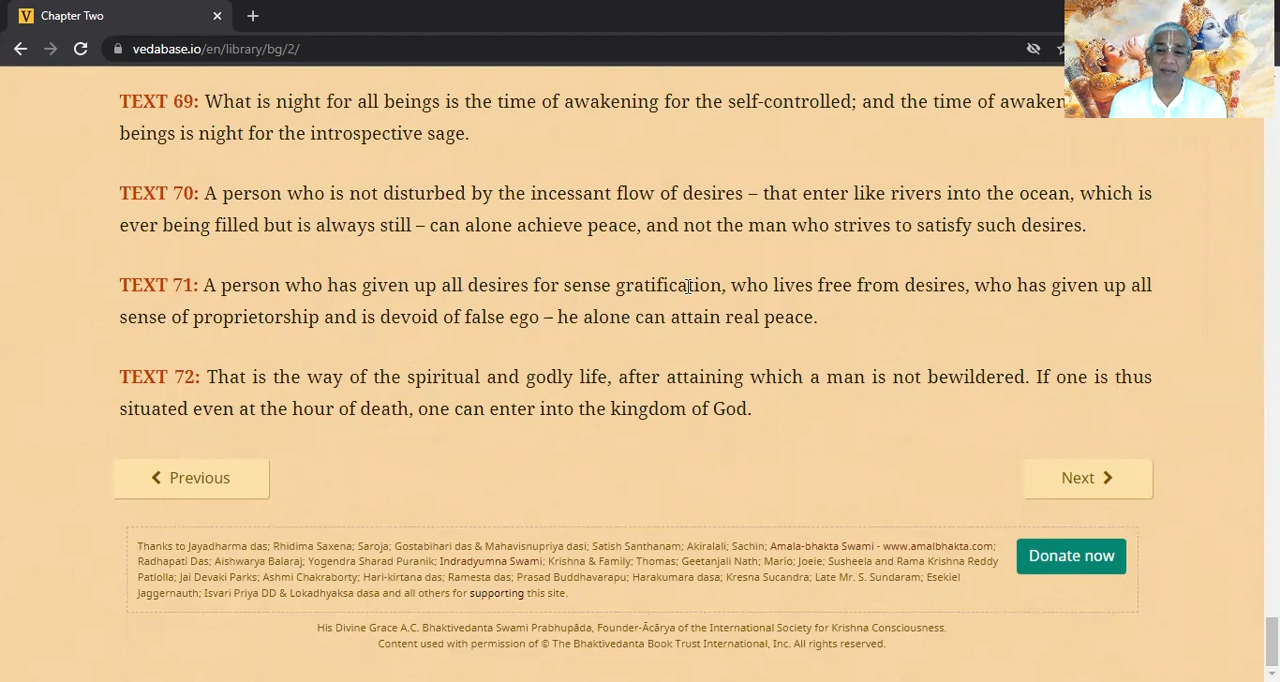 V Chapter Two
vedabase.io/en/library/bg/2/
TEXT 69: What is night for all beings is the time of awakening for the self-controlled; and the time of awaken
beings is night for the introspective sage.
TEXT 70: A person who is not disturbed by the incessant flow of desires – that enter like rivers into the ocean, which is
ever being filled but is always still – can alone achieve peace, and not the man who strives to satisfy such desires.
TEXT 71: A person who has given up all desires for sense gratification, who lives free from desires, who has given up all
sense of proprietorship and is devoid of false ego – he alone can attain real peace.
TEXT 72: That is the way of the spiritual and godly life, after attaining which a man is not bewildered. If one is thus
situated even at the hour of death, one can enter into the kingdom of God.
Previous
Next
Thanks to Jayadharma das; Rhidima Saxena; Saroja; Gostabihari das & Mahavisnupriya dasi; Satish Santhanam; Akiralali; Sachin; Amala-bhakta Swami - www.amalbhakta.com;
Radhapati Das; Aishwarya Balaraj; Yogendra Sharad Puranik; Indradyumna Swami; Krishna & Family; Thomas; Geetanjali Nath; Mario; Joeie; Susheela and Rama Krishna Reddy
Patlolla; Jai Devaki Parks; Ashmi Chakraborty; Hari-kirtana das; Ramesta das; Prasad Buddhavarapu; Harakumara dasa; Kresna Sucandra; Late Mr. S. Sundaram; Esekiel
Jaggernauth; Isvari Priya DD & Lokadhyaksa dasa and all others for supporting this site.
Donate now
His Divine Grace A.C. Bhaktivedanta Swami Prabhupāda, Founder-Ācārya of the International Society for Krishna Consciousness.
Content used with permission of © The Bhaktivedanta Book Trust International, Inc. All rights reserved.